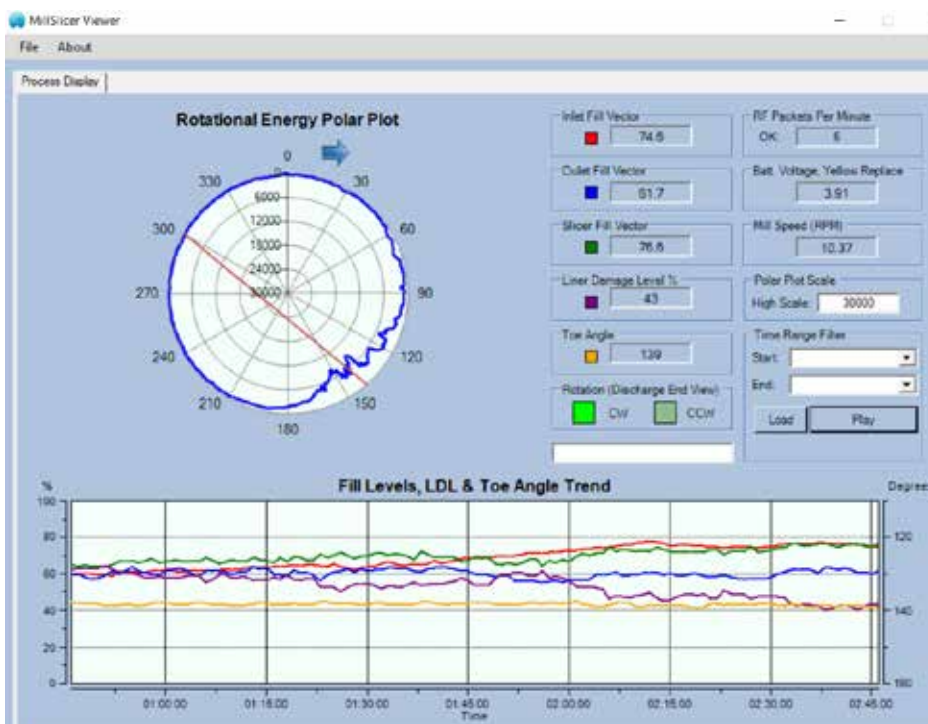 MillSlicer Viewer
File About
Process Display
Rotational Energy Polar Plot
0
30
60
90
120
150
180
210
240
270
300
330
0
6000
12000
18000
24000
30000
Inlet Fill Vector
74.6
Outlet Fill Vector
61.7
Slicer Fill Vector
76.6
Liner Damage Level %
43
Toe Angle
139
Rotation (Discharge End View)
CW CCW
RF Packets Per Minute
OK: 6
Batt. Voltage, Yellow Replace
3.91
Mill Speed (RPM)
10.37
Polar Plot Scale
High Scale: 30000
Time Range Filter
Start:
End:
Load Play
Fill Levels, LDL & Toe Angle Trend
%
100
80
60
40
20
0
Degree
120
140
160
01:00:00 01:15:00 01:30:00 01:45:00 02:00:00 02:15:00 02:30:00 02:45:00
Time